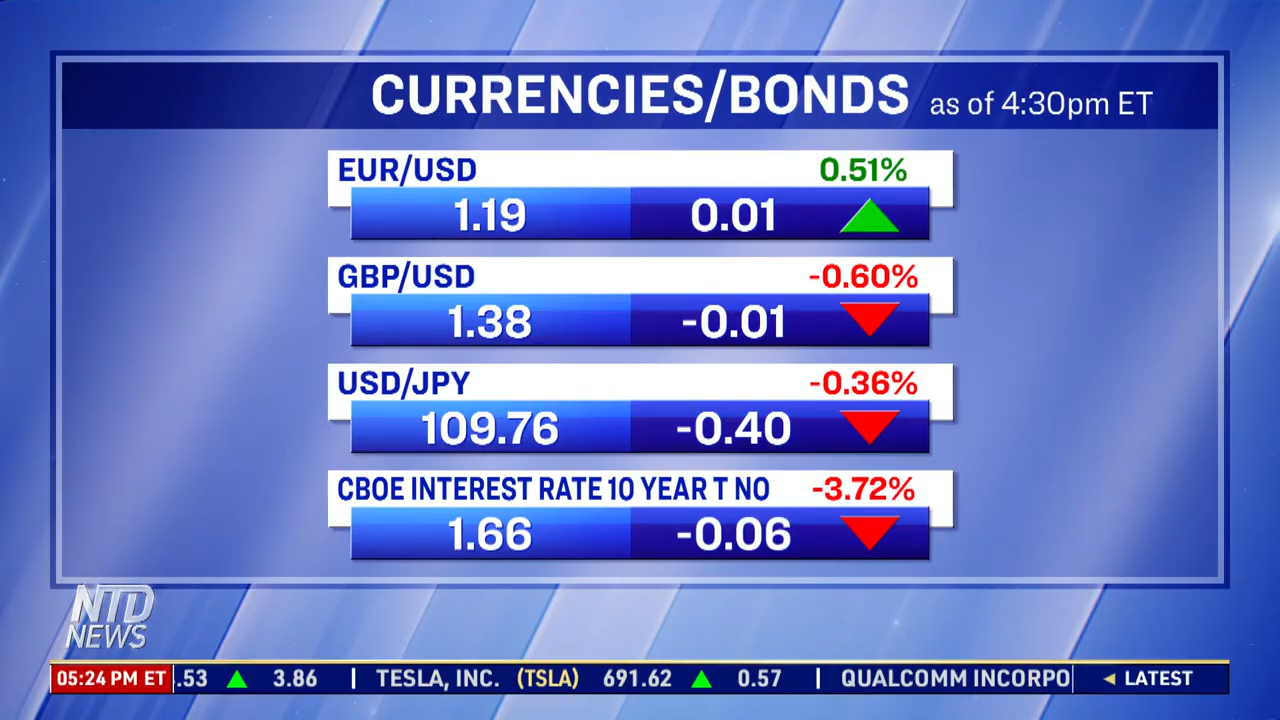 CURRENCIES/BONDS as of 4:30pm ET
EUR/USD 0.51%
1.19 0.01
GBP/USD -0.60%
1.38 -0.01
USD/JPY -0.36%
109.76 -0.40
CBOE INTEREST RATE 10 YEAR T NO -3.72%
1.66 -0.06
NTD
NEWS
05:24 PM ET .53 3.86 | TESLA, INC. (TSLA) 691.62 0.57 | QUALCOMM INCORPO LATEST